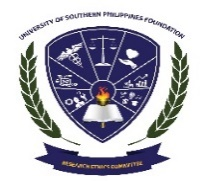 UNIVERSITY OF SOUTHERN PHILIPPINES FOUNDATION
RESEARCH ETHICS COMMITTEE